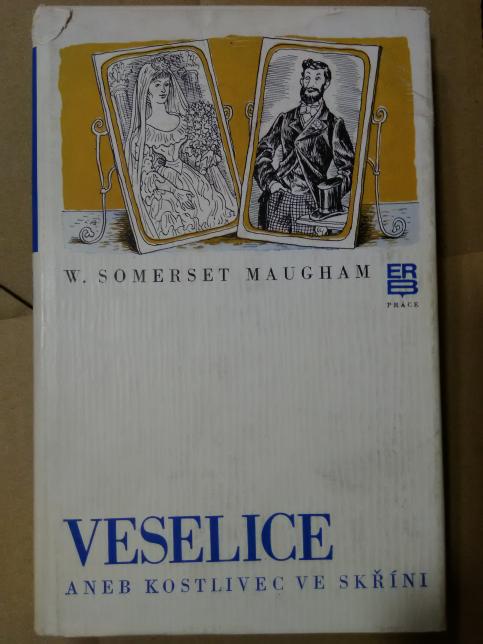 W. SOMERSET MAUGHAM
ERB
PRÁCE
VESELICE
ANEB KOSTLIVEC VE SKŘÍNI